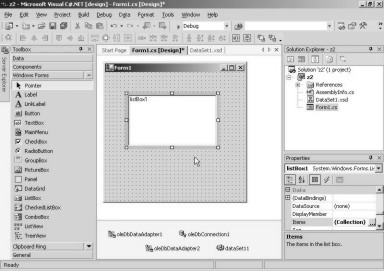 z2 - Microsoft Visual C#.NET [design] - Form1.cs [Design]*
File Edit View Project Build Debug Data Format Tools Window Help
Debug
Toolbox
Data
Components
Windows Forms
Pointer
A Label
A LinkLabel
Button
TextBox
MainMenu
CheckBox
RadioButton
GroupBox
PictureBox
Panel
DataGrid
ListBox
CheckedListBox
ComboBox
ListView
TreeView
Clipboard Ring
General
Server Explorer
Start Page Form1.cs [Design]* DataSet1.xsd
Form1
listBox1
oleDbDataAdapter1 oleDbConnection1
oleDbDataAdapter2 dataSet11
Solution Explorer - z2
Solution 'z2' (1 project)
z2
References
AssemblyInfo.cs
DataSet1.xsd
Form1.cs
Properties
listBox1 System.Windows.Forms.Lis
Data
(DataBindings)
DataSource (none)
DisplayMember
Items (Collection) ...
Items
The items in the list box.
Ready